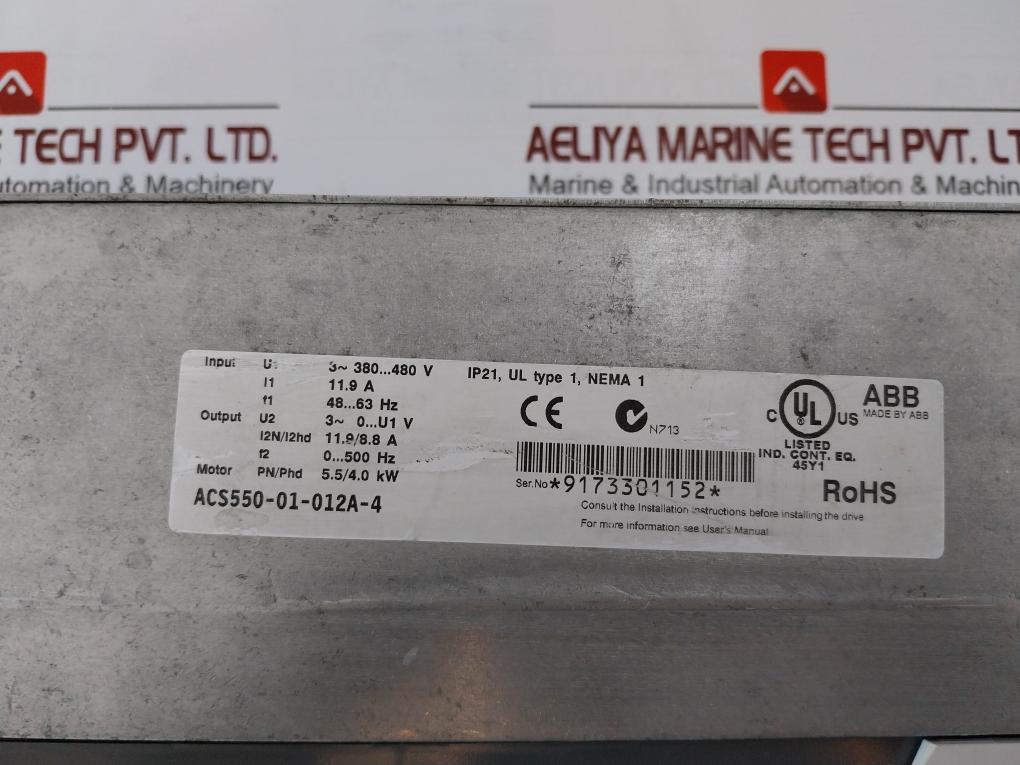 E TECH PVT. LTD.
utomation & Machinery
AELIYA MARINE TECH PVT. LT
Marine & Industrial Automation & Machin
Input U1 3~ 380...480 V
I1 11.9 A
f1 48...63 Hz
Output U2 3~ 0...U1 V
I2N/I2hd 11.9/8.8 A
f2 0...500 Hz
Motor PN/Phd 5.5/4.0 kW
ACS550-01-012A-4
IP21, UL type 1, NEMA 1
CE
N713
Ser.No *9173301152*
Consult the Installation Instructions before installing the drive
For more information see User's Manual
C UL US
LISTED
IND. CONT. EQ.
45Y1
ABB
MADE BY ABB
RoHS